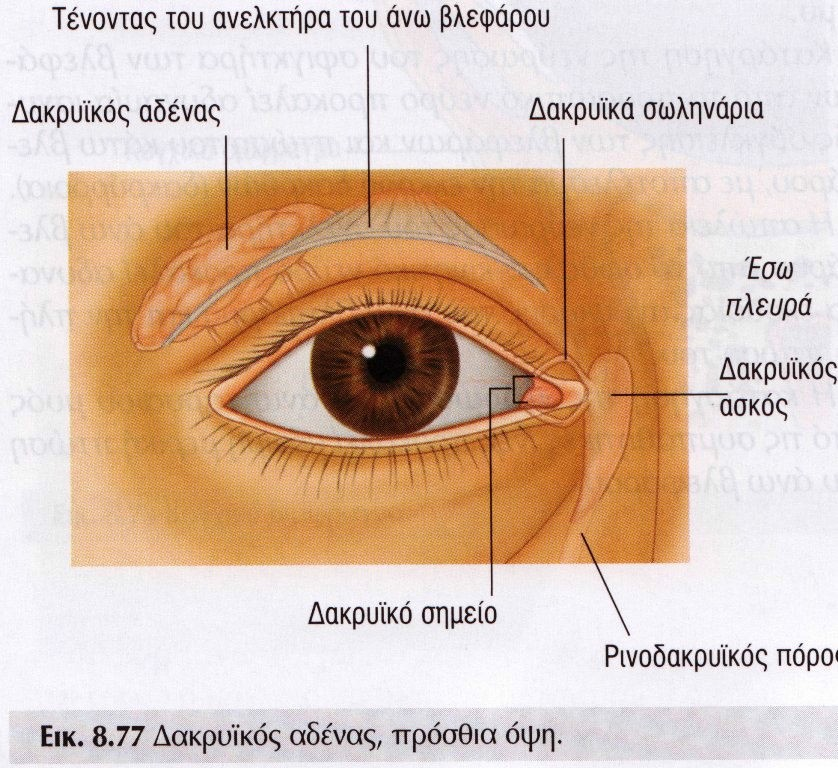 Τένοντας του ανελκτήρα του άνω βλεφάρου
Δακρυϊκός αδένας
Δακρυϊκά σωληνάρια
Έσω
πλευρά
Δακρυϊκός
ασκός
Δακρυϊκό σημείο
Ρινοδακρυϊκός πόρος
Εικ. 8.77 Δακρυϊκός αδένας, πρόσθια όψη.